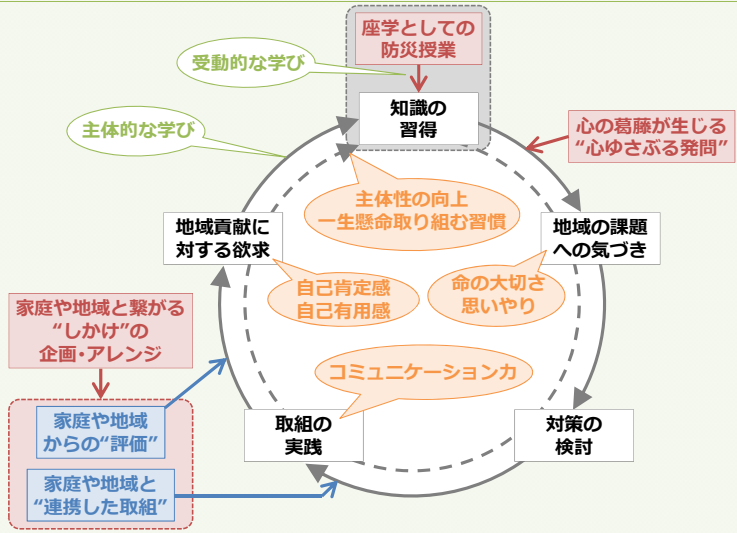 座学としての
防災授業
受動的な学び
知識の
習得
主体的な学び
心の葛藤が生じる
“心ゆさぶる発問”
主体性の向上
一生懸命取り組む習慣
地域貢献に
対する欲求
地域の課題
への気づき
自己肯定感
自己有用感
命の大切さ
思いやり
家庭や地域と繋がる
“しかけ”の
企画・アレンジ
コミュニケーション力
家庭や地域
からの“評価”
取組の
実践
対策の
検討
家庭や地域と
“連携した取組”